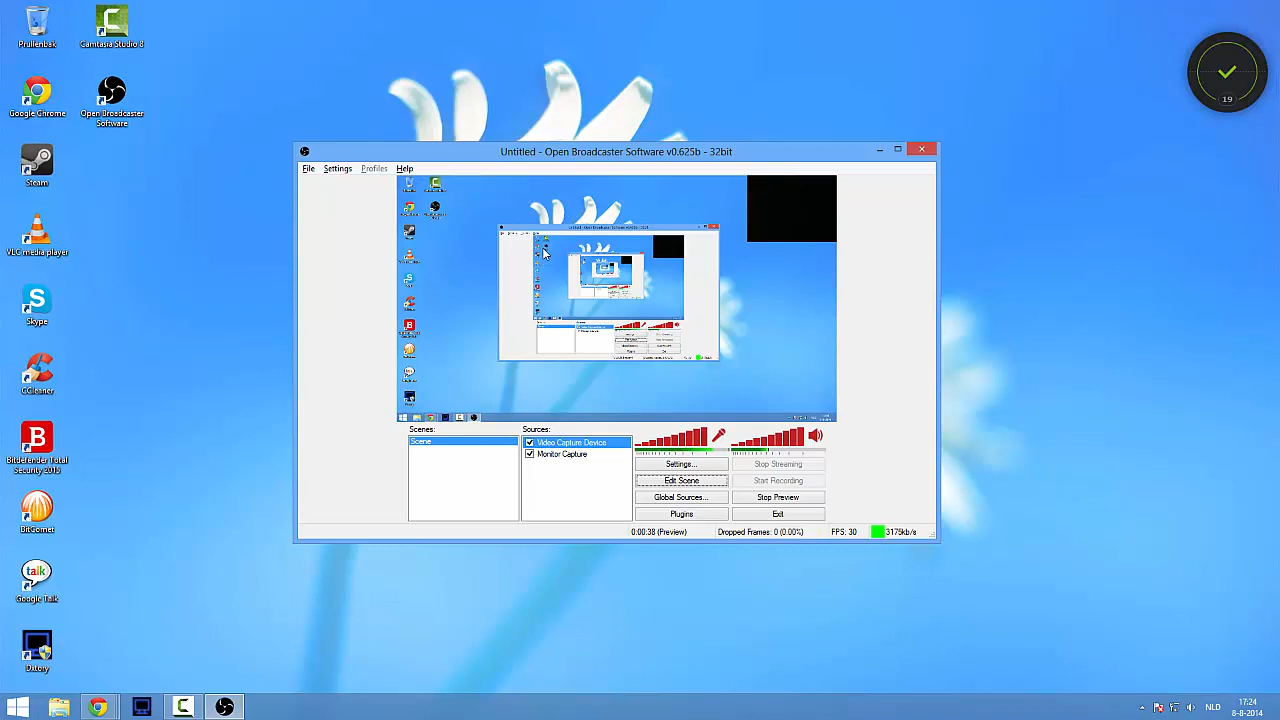 Prullenbak
Camtasia Studio 8
Google Chrome
Open Broadcaster
Software
Steam
VLC media player
Skype
CCleaner
Bitdefender Total
Security 2015
BitComet
talk
Google Talk
Dxtory
19
Untitled - Open Broadcaster Software v0.625b - 32bit
File Settings Profiles Help
Scenes:
Scene
Sources:
Video Capture Device
Monitor Capture
Settings...
Stop Streaming
Edit Scene
Start Recording
Global Sources...
Stop Preview
Plugins
Exit
0:00:38 (Preview)
Dropped Frames: 0 (0.00%)
FPS: 30
3175kb/s
NLD
17:24
8-8-2014